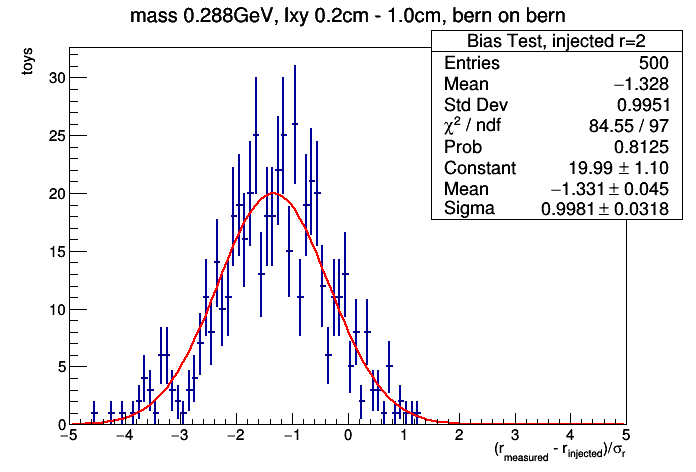 mass 0.288GeV, lxy 0.2cm - 1.0cm, bern on bern
Bias Test, injected r=2
Entries 500
Mean −1.328
Std Dev 0.9951
χ² / ndf 84.55 / 97
Prob 0.8125
Constant 19.99 ± 1.10
Mean −1.331 ± 0.045
Sigma 0.9981 ± 0.0318
toys
30
25
20
15
10
5
0
−5 −4 −3 −2 −1 0 1 2 3 4 5
(r_measured - r_injected)/σ_r